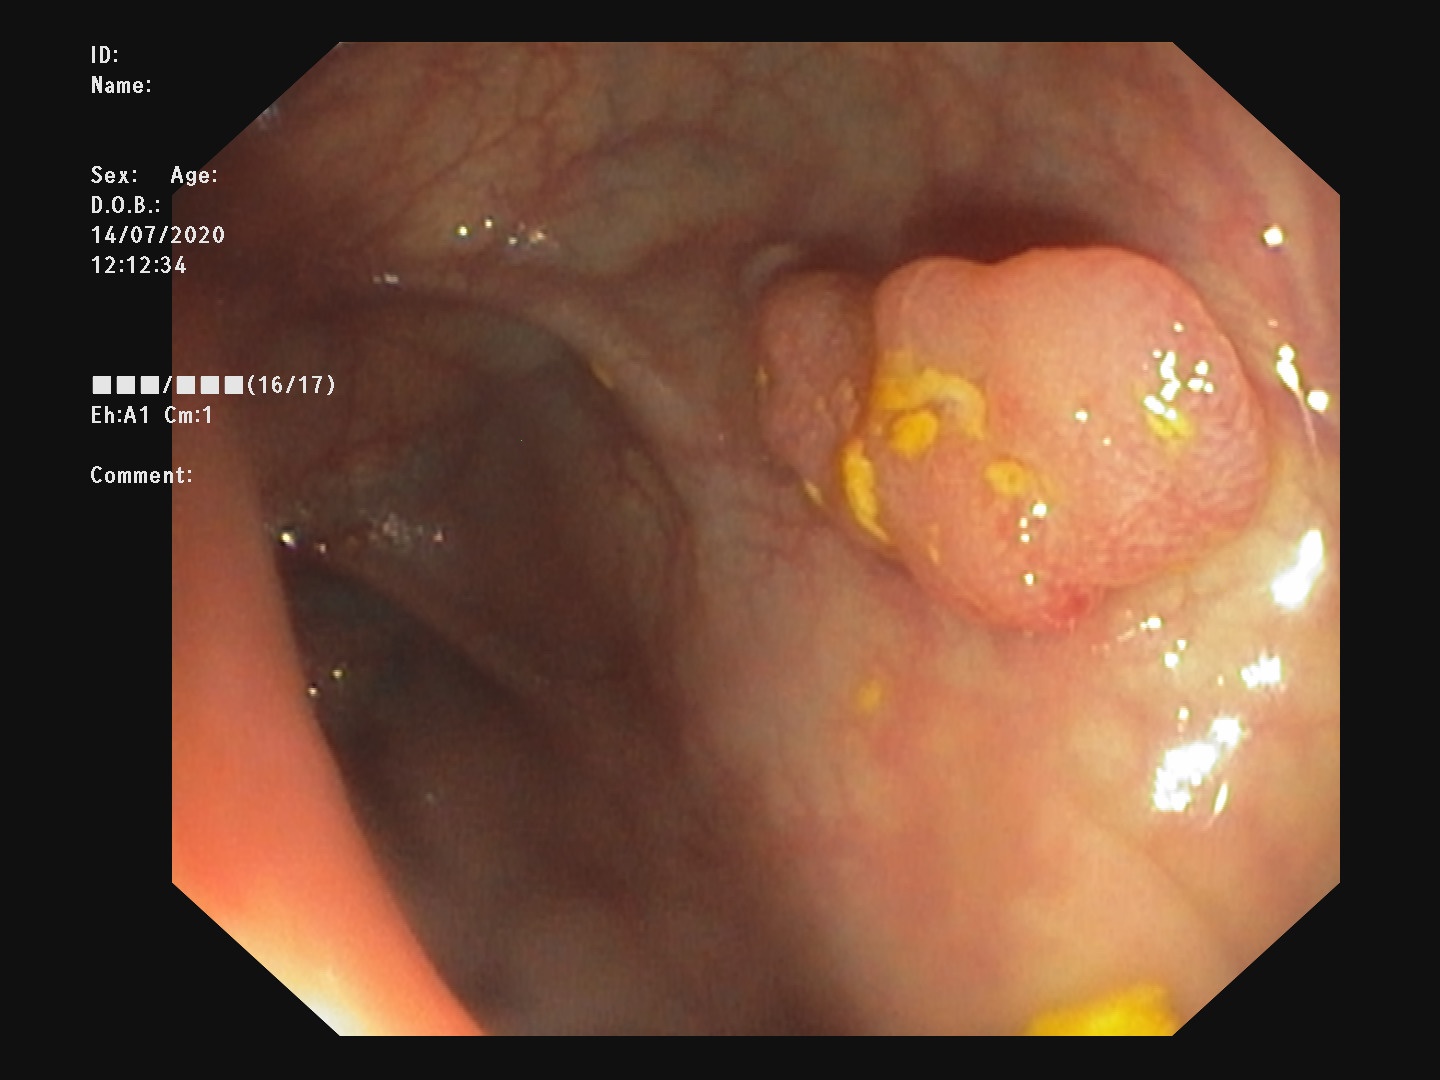 ID:
Name:
Sex: Age:
D.O.B.:
14/07/2020
12:12:34
■■■/■■■(16/17)
Eh:A1 Cm:1
Comment: